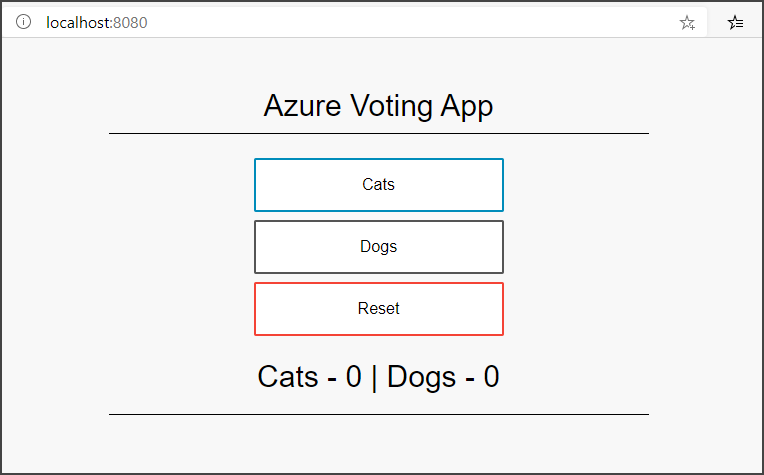 localhost:8080
Azure Voting App
Cats
Dogs
Reset
Cats - 0 | Dogs - 0